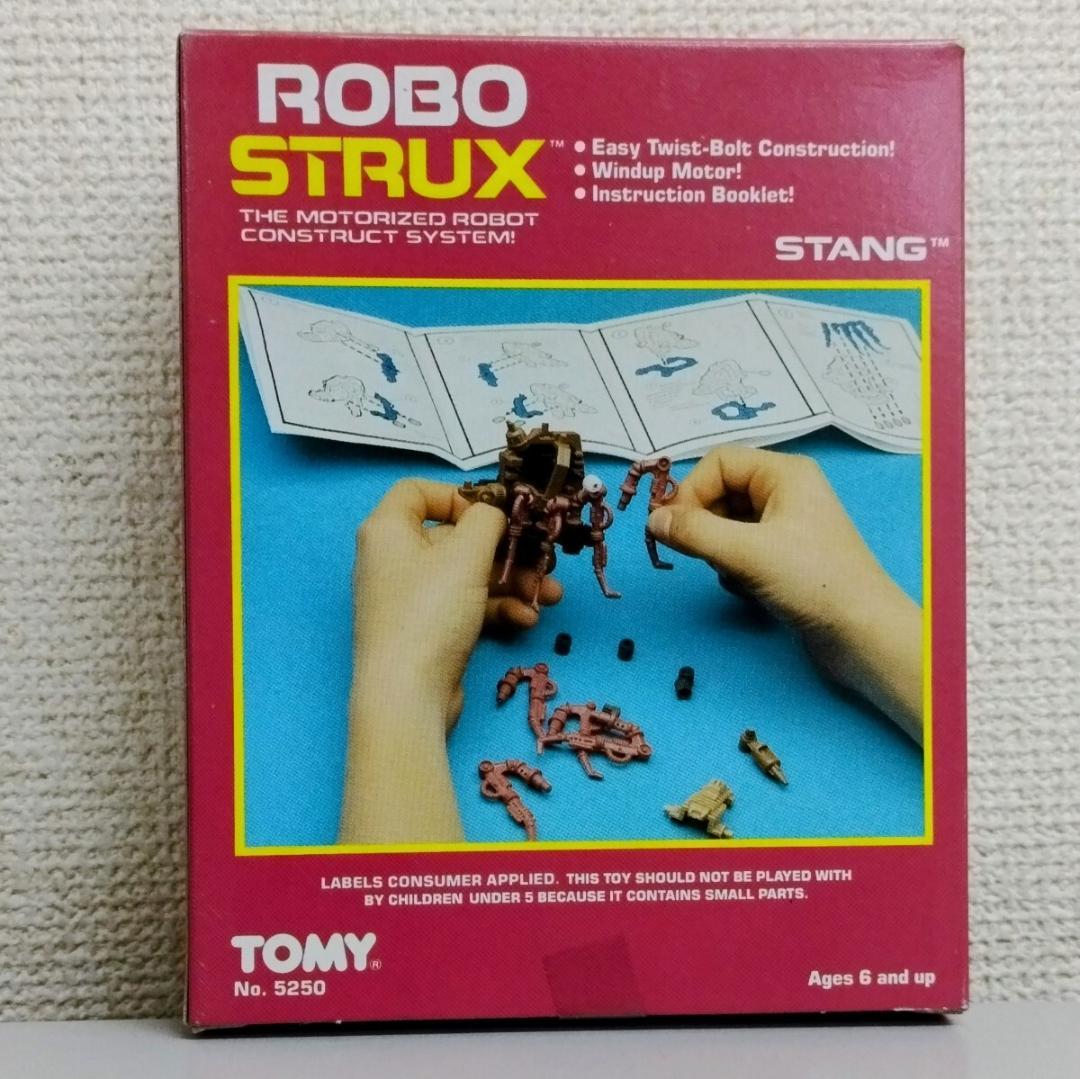 ROBO
STRUX™
THE MOTORIZED ROBOT
CONSTRUCT SYSTEM!
• Easy Twist-Bolt Construction!
• Windup Motor!
• Instruction Booklet!
STANG™
LABELS CONSUMER APPLIED. THIS TOY SHOULD NOT BE PLAYED WITH
BY CHILDREN UNDER 5 BECAUSE IT CONTAINS SMALL PARTS.
TOMY®
No. 5250
Ages 6 and up